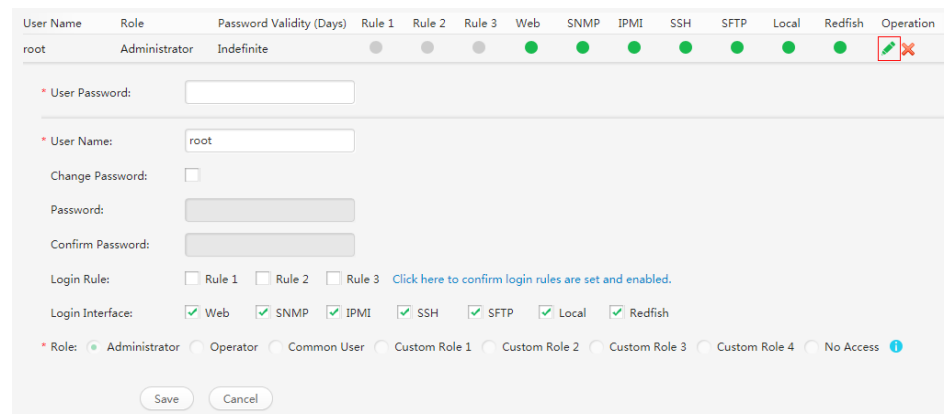 User Name Role Password Validity (Days) Rule 1 Rule 2 Rule 3 Web SNMP IPMI SSH SFTP Local Redfish Operation
root Administrator Indefinite
* User Password:
* User Name: root
Change Password:
Password:
Confirm Password:
Login Rule: Rule 1 Rule 2 Rule 3 Click here to confirm login rules are set and enabled.
Login Interface: Web SNMP IPMI SSH SFTP Local Redfish
* Role: Administrator Operator Common User Custom Role 1 Custom Role 2 Custom Role 3 Custom Role 4 No Access i
Save Cancel